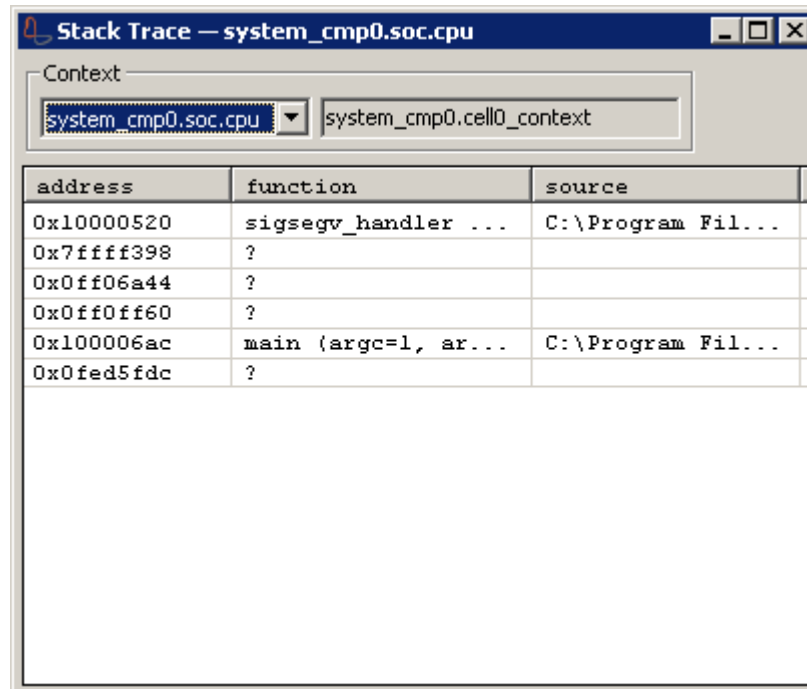 Stack Trace — system_cmp0.soc.cpu
Context
system_cmp0.soc.cpu system_cmp0.cell0_context
address function source
0x10000520 sigsegv_handler ... C:\Program Fil...
0x7ffff398 ?
0x0ff06a44 ?
0x0ff0ff60 ?
0x100006ac main (argc=1, ar... C:\Program Fil...
0x0fed5fdc ?